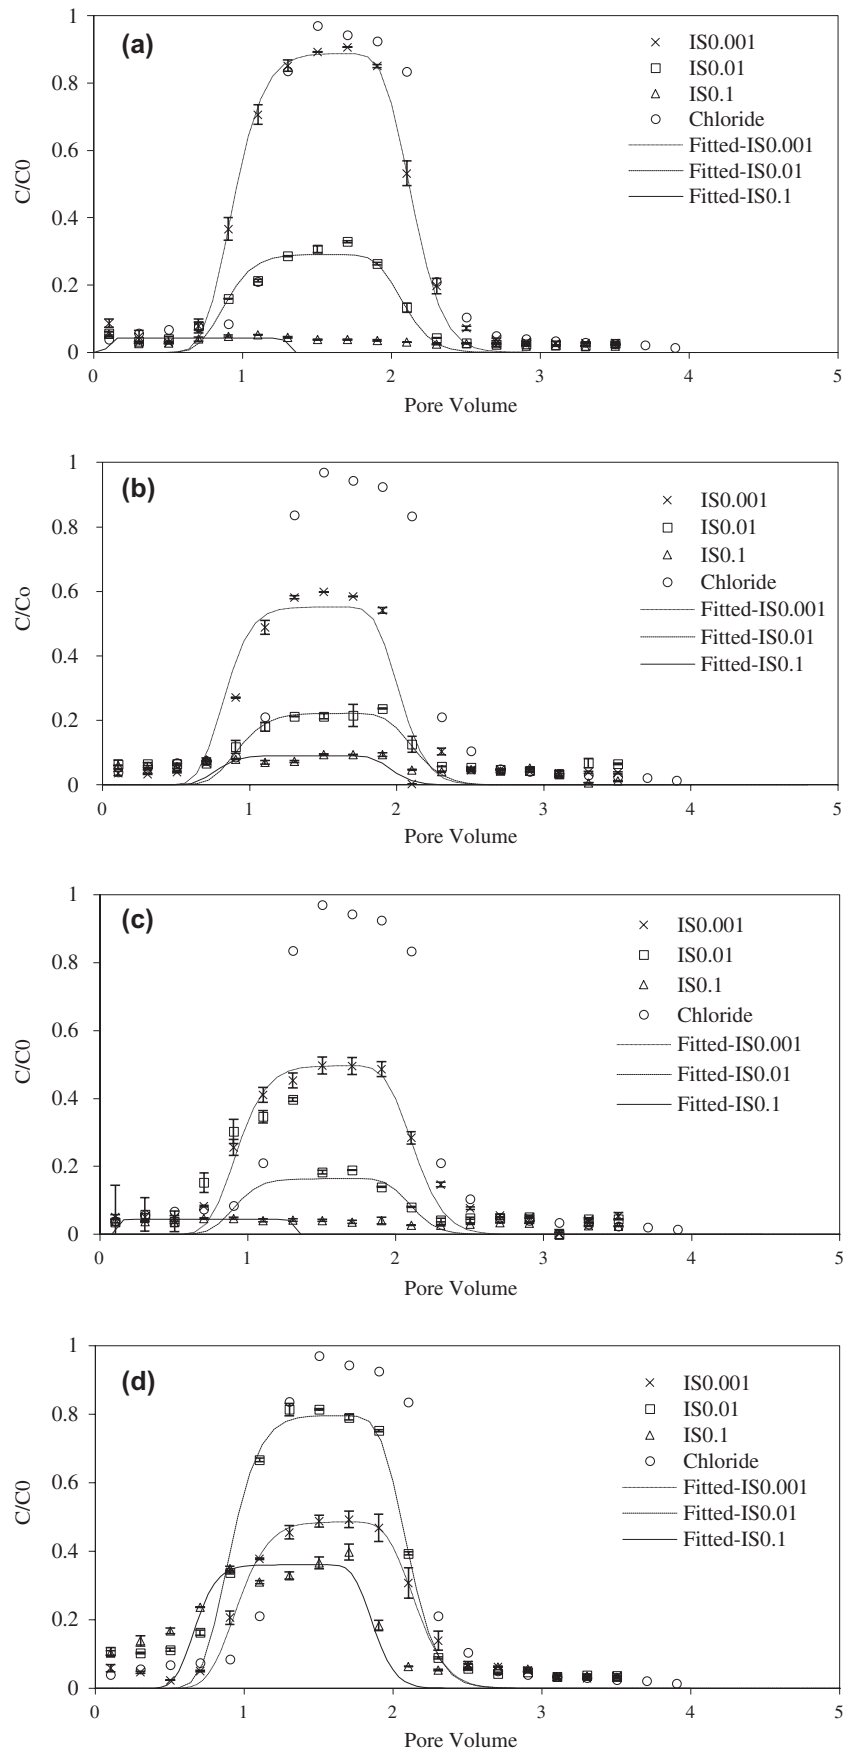 (a)
1
0.8
0.6
0.4
0.2
0
C/C0
IS0.001
IS0.01
IS0.1
Chloride
Fitted-IS0.001
Fitted-IS0.01
Fitted-IS0.1
0 1 2 3 4 5
Pore Volume
(b)
1
0.8
0.6
0.4
0.2
0
C/Co
IS0.001
IS0.01
IS0.1
Chloride
Fitted-IS0.001
Fitted-IS0.01
Fitted-IS0.1
0 1 2 3 4 5
Pore Volume
(c)
1
0.8
0.6
0.4
0.2
0
C/C0
IS0.001
IS0.01
IS0.1
Chloride
Fitted-IS0.001
Fitted-IS0.01
Fitted-IS0.1
0 1 2 3 4 5
Pore Volume
(d)
1
0.8
0.6
0.4
0.2
0
C/C0
IS0.001
IS0.01
IS0.1
Chloride
Fitted-IS0.001
Fitted-IS0.01
Fitted-IS0.1
0 1 2 3 4 5
Pore Volume